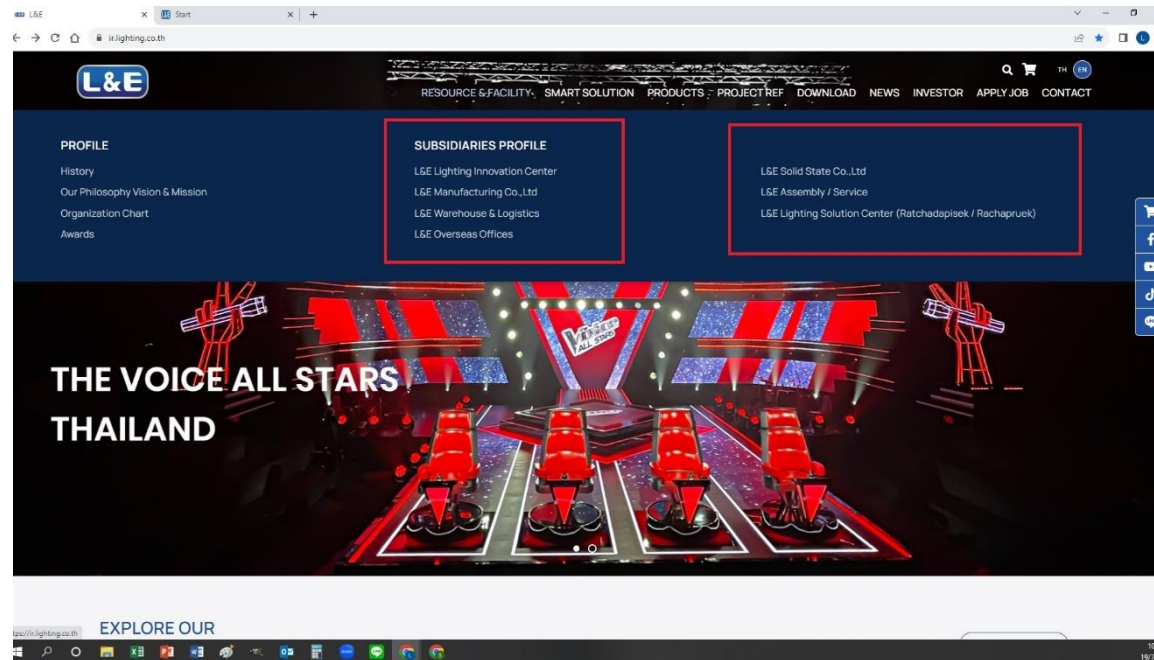 L&E
Start
ir.lighting.co.th
L&E
TH EN
RESOURCE & FACILITY SMART SOLUTION PRODUCTS PROJECT REF DOWNLOAD NEWS INVESTOR APPLY JOB CONTACT
PROFILE
History
Our Philosophy Vision & Mission
Organization Chart
Awards
SUBSIDIARIES PROFILE
L&E Lighting Innovation Center
L&E Manufacturing Co.,Ltd
L&E Warehouse & Logistics
L&E Overseas Offices
L&E Solid State Co.,Ltd
L&E Assembly / Service
L&E Lighting Solution Center (Ratchadapisek / Rachapruek)
THE VOICE ALL STARS
THAILAND
Voice
ALL STARS
EXPLORE OUR